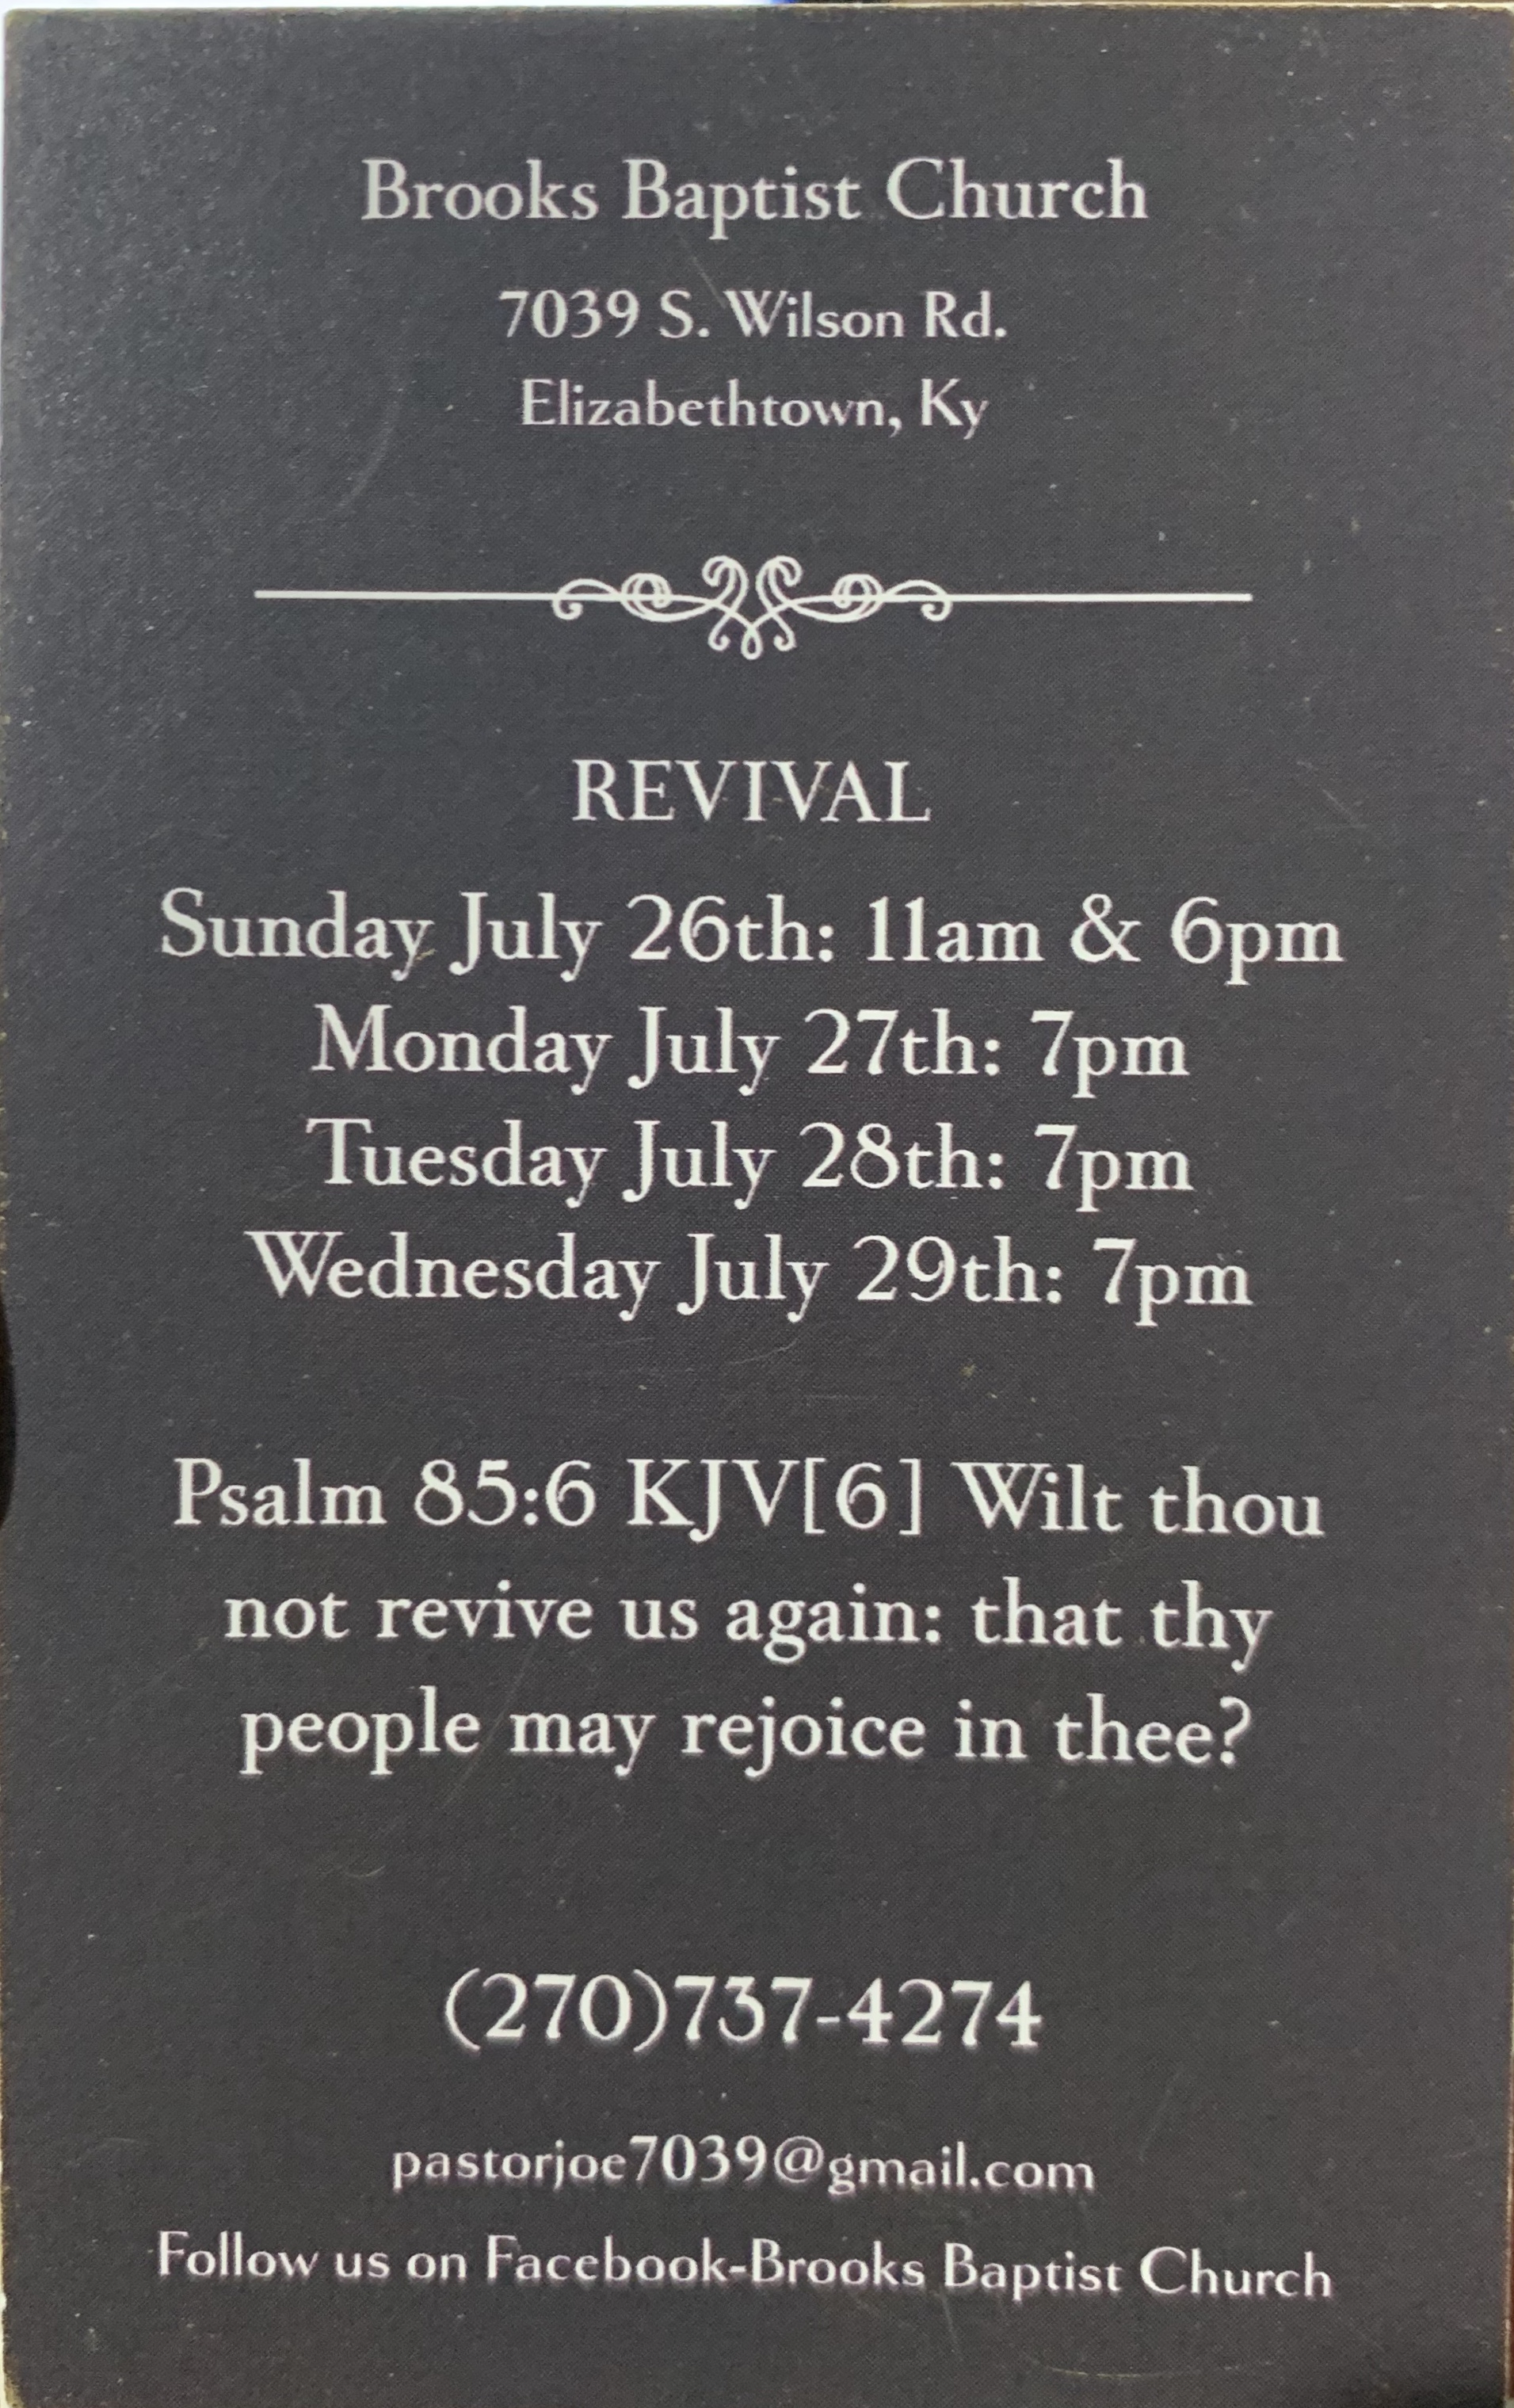 Brooks Baptist Church
7039 S. Wilson Rd.
Elizabethtown, Ky
REVIVAL
Sunday July 26th: 11am & 6pm
Monday July 27th: 7pm
Tuesday July 28th: 7pm
Wednesday July 29th: 7pm
Psalm 85:6 KJV[6] Wilt thou
not revive us again: that thy
people may rejoice in thee?
(270)737-4274
pastorjoe7039@gmail.com
Follow us on Facebook-Brooks Baptist Church